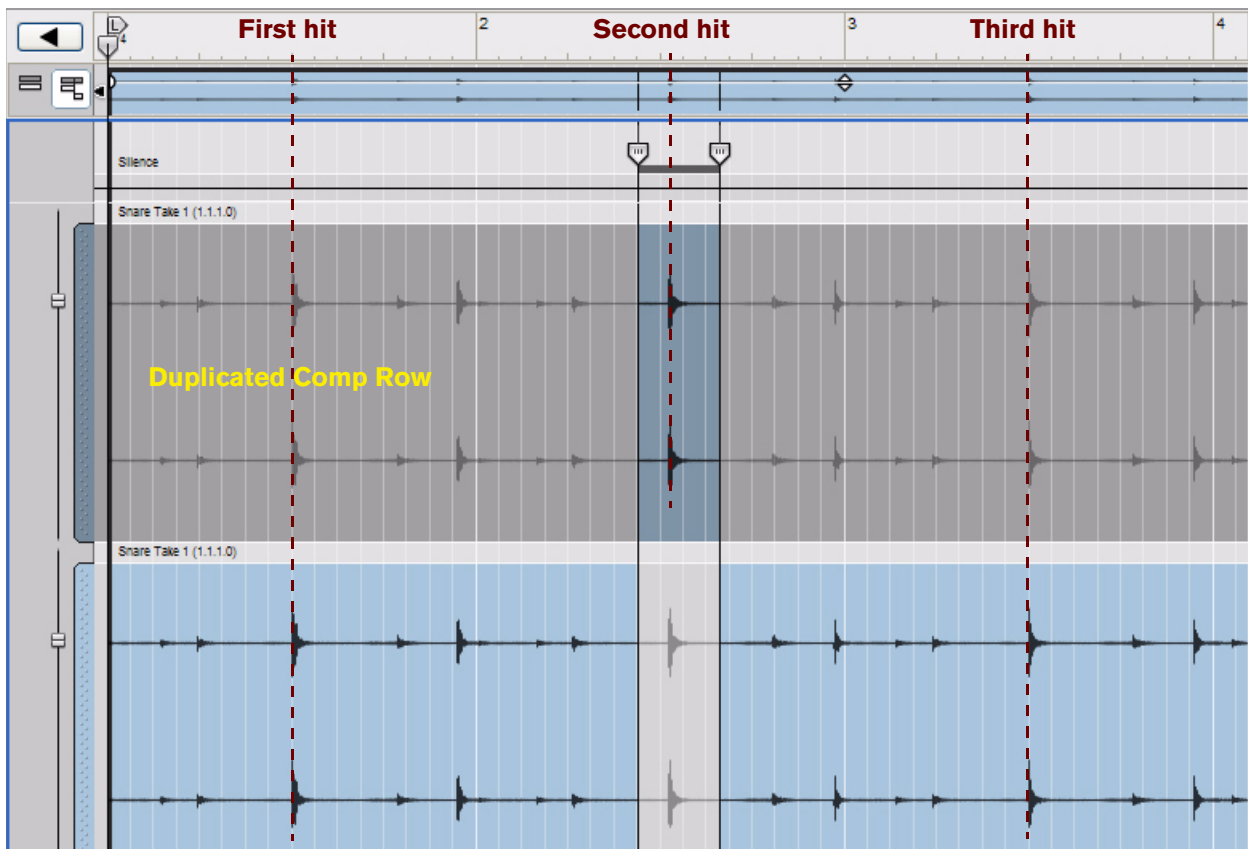 L
4
First hit
2
Second hit
3
Third hit
4
Silence
Snare Take 1 (1.1.1.0)
Duplicated Comp Row
Snare Take 1 (1.1.1.0)